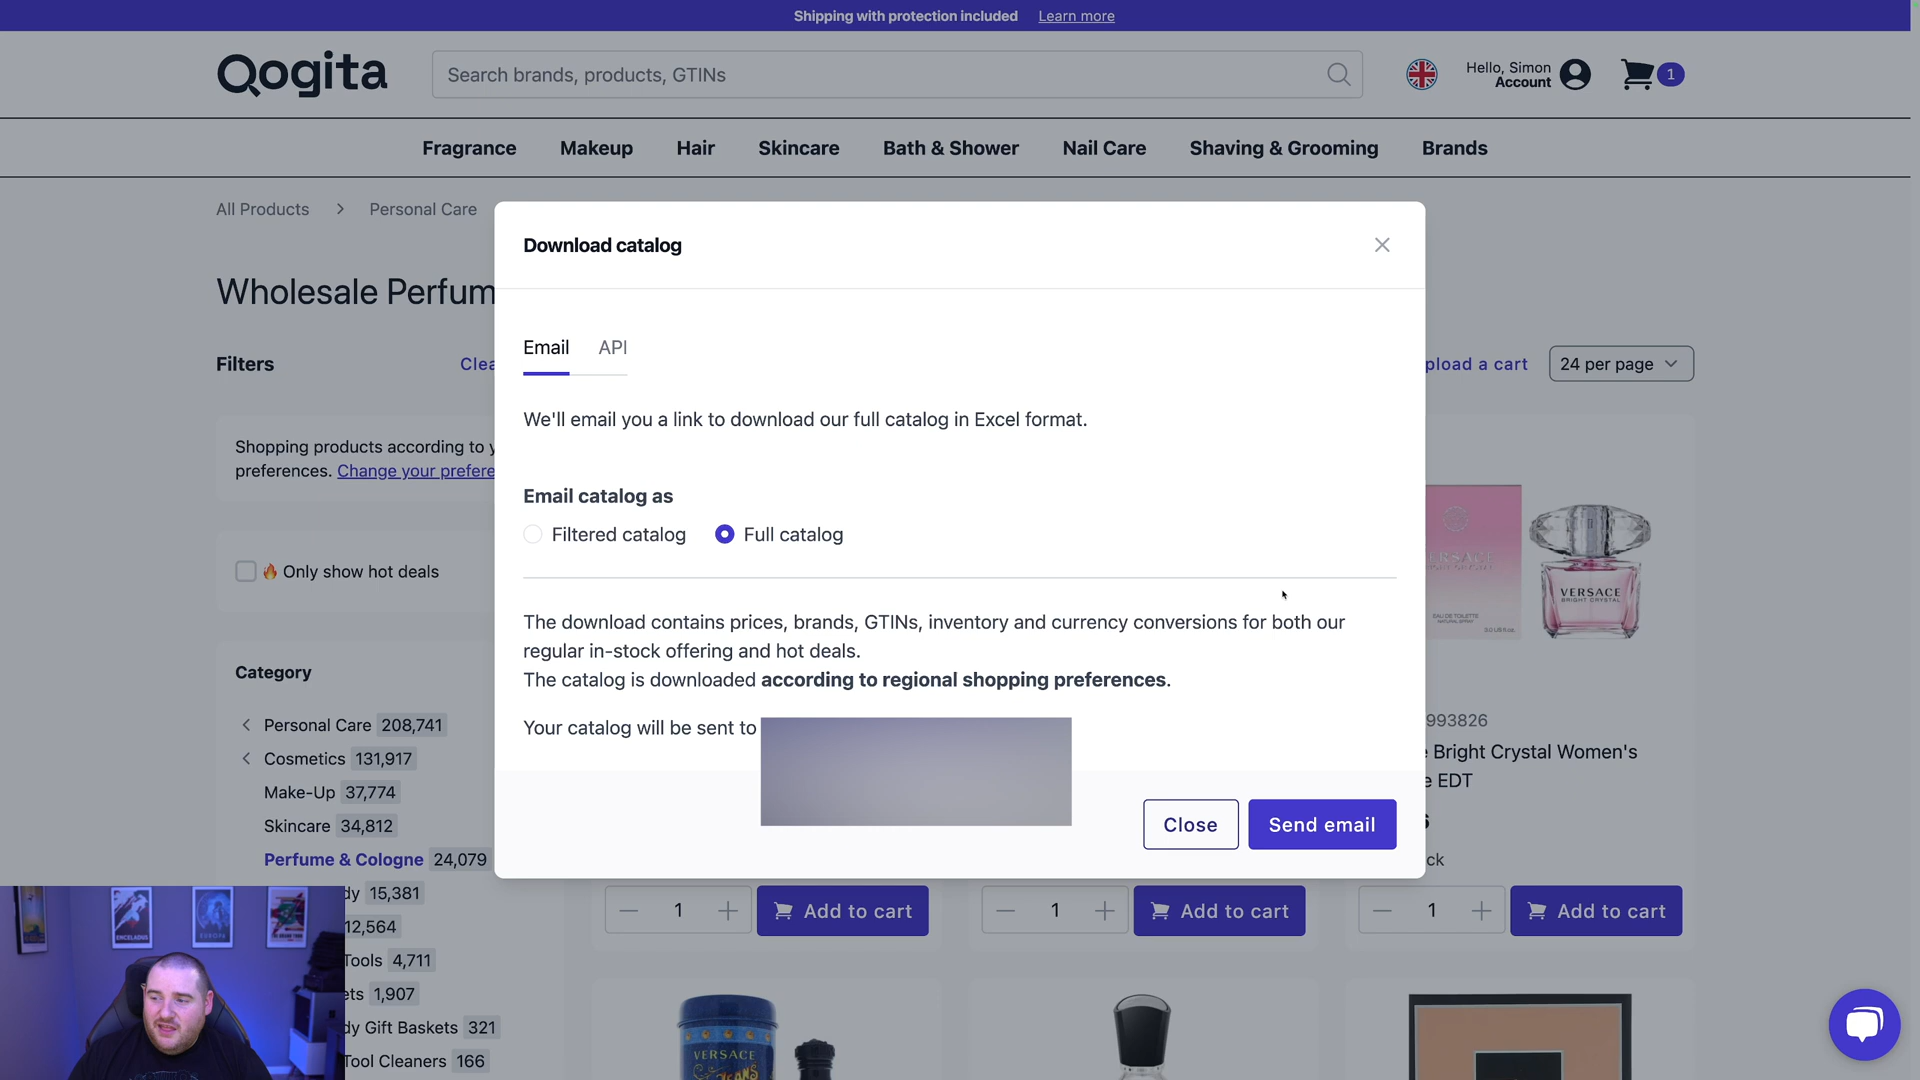 Shipping with protection included Learn more
Qogita
Search brands, products, GTINs
Hello, Simon
Account
1
Fragrance Makeup Hair Skincare Bath & Shower Nail Care Shaving & Grooming Brands
All Products > Personal Care
Download catalog
Wholesale Perfum
Email API
Filters
Clea
pload a cart
24 per page
We'll email you a link to download our full catalog in Excel format.
Shopping products according to y
preferences. Change your prefere
Email catalog as
Filtered catalog Full catalog
Only show hot deals
VERSACE
BRIGHT CRYSTAL
The download contains prices, brands, GTINs, inventory and currency conversions for both our
regular in-stock offering and hot deals.
The catalog is downloaded according to regional shopping preferences.
Category
Your catalog will be sent to
993826
Bright Crystal Women's
EDT
ck
Personal Care 208,741
Cosmetics 131,917
Make-Up 37,774
Skincare 34,812
Perfume & Cologne 24,079
dy 15,381
12,564
Tools 4,711
ets 1,907
dy Gift Baskets 321
Tool Cleaners 166
Close Send email
1 Add to cart
1 Add to cart
1 Add to cart
VERSACE
JEANS
ENCELADUS
EUROPA